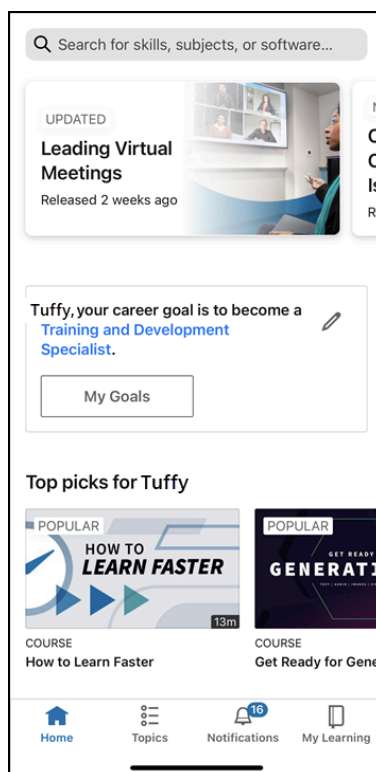 Search for skills, subjects, or software...
UPDATED
Leading Virtual
Meetings
Released 2 weeks ago
Tuffy, your career goal is to become a
Training and Development
Specialist.
My Goals
Top picks for Tuffy
POPULAR
HOW TO
LEARN FASTER
13m
COURSE
How to Learn Faster
POPULAR
GET READY
GENERATI
COURSE
Get Ready for Gene
16
Home
Topics
Notifications
My Learning